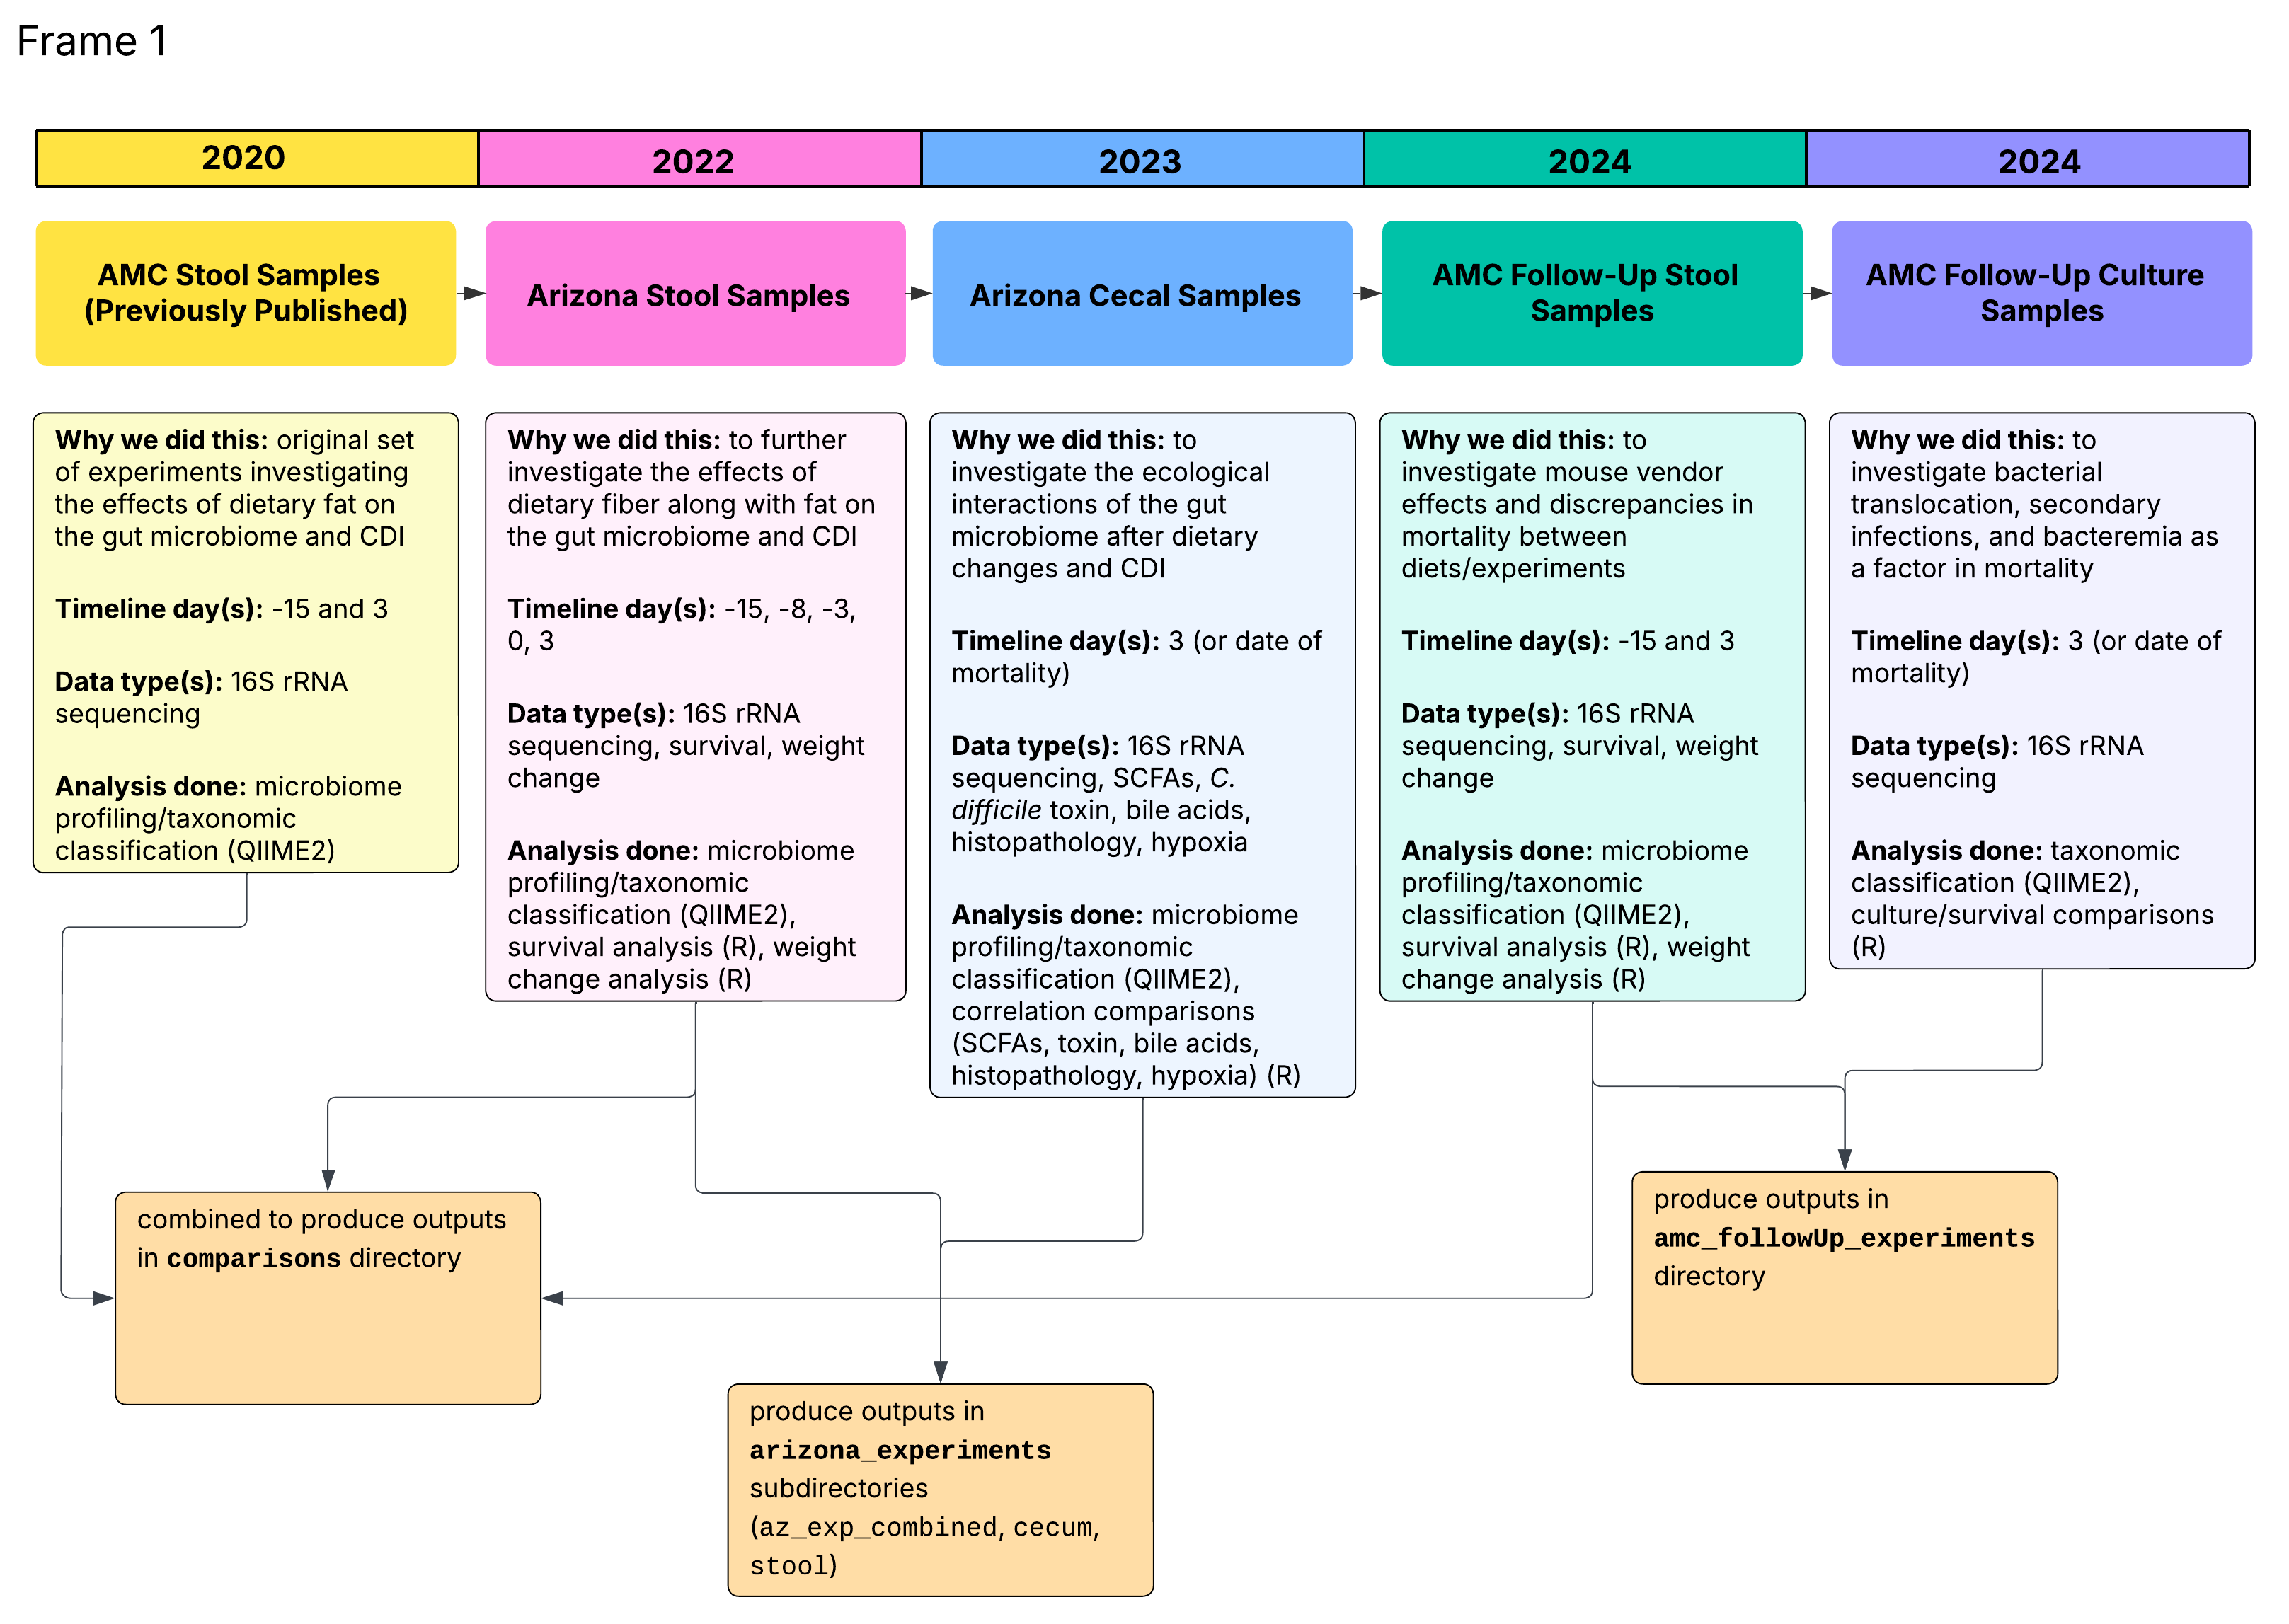 Frame 1
2020
2022
2023
2024
2024
AMC Stool Samples
(Previously Published)
Arizona Stool Samples
Arizona Cecal Samples
AMC Follow-Up Stool
Samples
AMC Follow-Up Culture
Samples
Why we did this: original set
of experiments investigating
the effects of dietary fat on
the gut microbiome and CDI
Timeline day(s): -15 and 3
Data type(s): 16S rRNA
sequencing
Analysis done: microbiome
profiling/taxonomic
classification (QIIME2)
Why we did this: to further
investigate the effects of
dietary fiber along with fat on
the gut microbiome and CDI
Timeline day(s): -15, -8, -3,
0, 3
Data type(s): 16S rRNA
sequencing, survival, weight
change
Analysis done: microbiome
profiling/taxonomic
classification (QIIME2),
survival analysis (R), weight
change analysis (R)
Why we did this: to
investigate the ecological
interactions of the gut
microbiome after dietary
changes and CDI
Timeline day(s): 3 (or date of
mortality)
Data type(s): 16S rRNA
sequencing, SCFAs, C.
difficile toxin, bile acids,
histopathology, hypoxia
Analysis done: microbiome
profiling/taxonomic
classification (QIIME2),
correlation comparisons
(SCFAs, toxin, bile acids,
histopathology, hypoxia) (R)
Why we did this: to
investigate mouse vendor
effects and discrepancies in
mortality between
diets/experiments
Timeline day(s): -15 and 3
Data type(s): 16S rRNA
sequencing, survival, weight
change
Analysis done: microbiome
profiling/taxonomic
classification (QIIME2),
survival analysis (R), weight
change analysis (R)
Why we did this: to
investigate bacterial
translocation, secondary
infections, and bacteremia as
a factor in mortality
Timeline day(s): 3 (or date of
mortality)
Data type(s): 16S rRNA
sequencing
Analysis done: taxonomic
classification (QIIME2),
culture/survival comparisons
(R)
combined to produce outputs
in comparisons directory
produce outputs in
arizona_experiments
subdirectories
(az_exp_combined, cecum,
stool)
produce outputs in
amc_followUp_experiments
directory